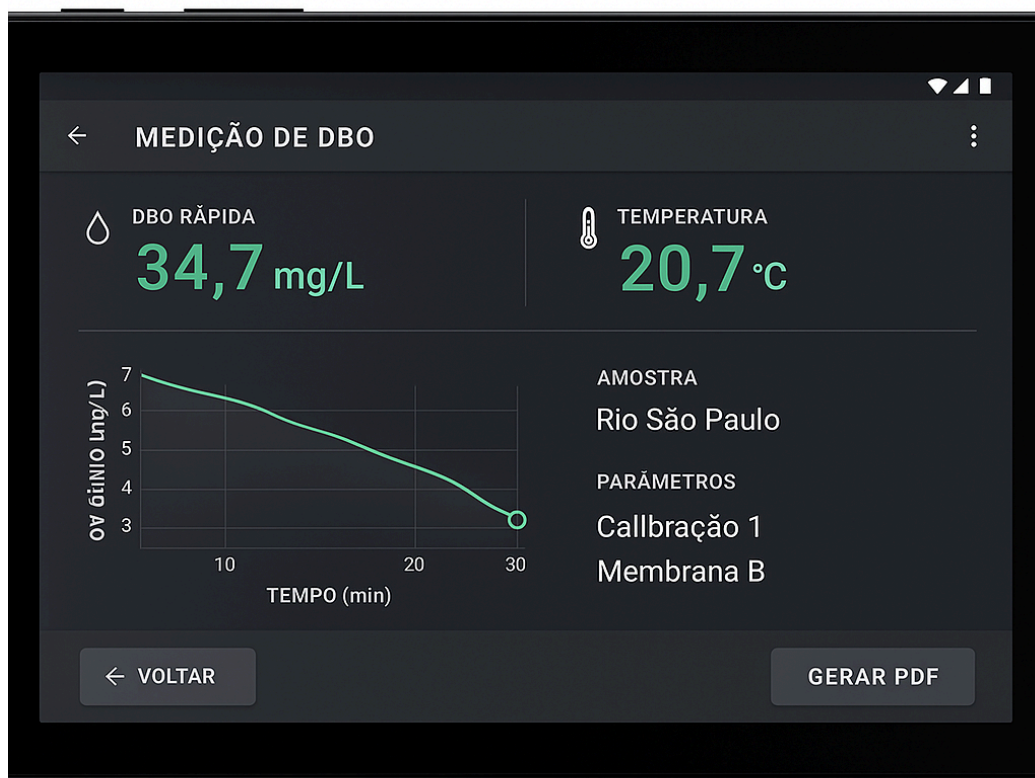 MEDIÇÃO DE DBO
DBO RĂPIDA
34,7 mg/L
TEMPERATURA
20,7 °C
7
6
5
4
3
10
20
30
TEMPO (min)
AMOSTRA
Rio São Paulo
PARĂMETROS
Callbração 1
Membrana B
← VOLTAR
GERAR PDF